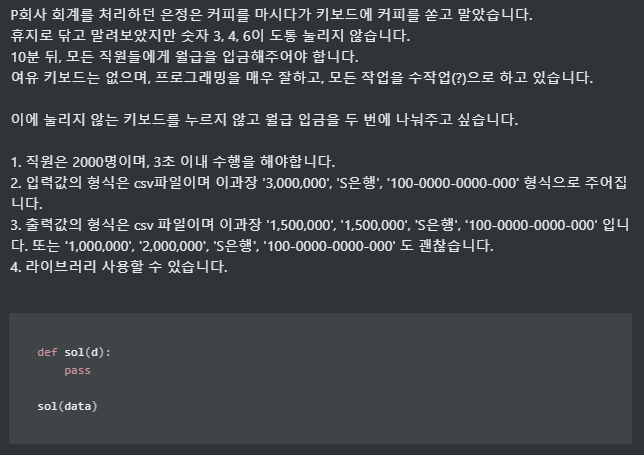 P회사 회계를 처리하던 은정은 커피를 마시다가 키보드에 커피를 쏟고 말았습니다.
휴지로 닦고 말려보았지만 숫자 3, 4, 6이 도통 눌리지 않습니다.
10분 뒤, 모든 직원들에게 월급을 입금해주어야 합니다.
여유 키보드는 없으며, 프로그래밍을 매우 잘하고, 모든 작업을 수작업(?)으로 하고 있습니다.
이에 눌리지 않는 키보드를 누르지 않고 월급 입금을 두 번에 나눠주고 싶습니다.
1. 직원은 2000명이며, 3초 이내 수행을 해야합니다.
2. 입력값의 형식은 csv파일이며 이과장 '3,000,000', 'S은행', '100-0000-0000-000' 형식으로 주어집
니다.
3. 출력값의 형식은 csv 파일이며 이과장 '1,500,000', '1,500,000', 'S은행', '100-0000-0000-000' 입니
다. 또는 '1,000,000', '2,000,000', 'S은행', '100-0000-0000-000' 도 괜찮습니다.
4. 라이브러리 사용할 수 있습니다.
def sol(d):
    pass
sol(data)